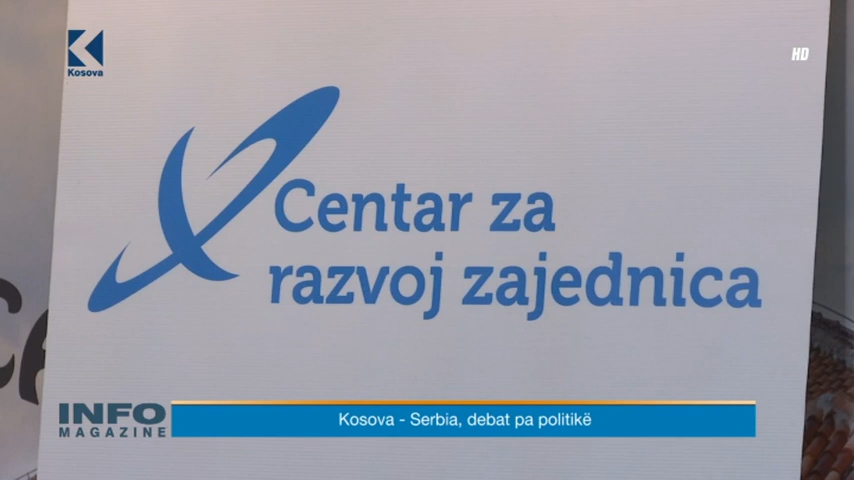 Kosova
HD
Centar za
razvoj zajednica
INFO
MAGAZINE
Kosova - Serbia, debat pa politikë